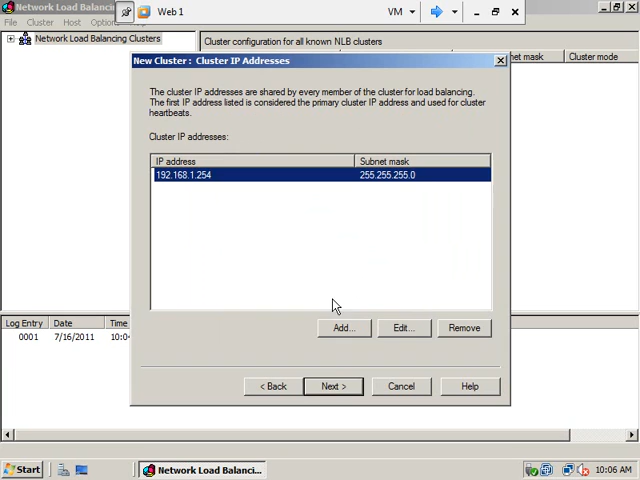 Network Load Balancing
Web 1
VM
File
Cluster
Host
Options
Network Load Balancing Clusters
Cluster configuration for all known NLB clusters
New Cluster : Cluster IP Addresses
mask
Cluster mode
The cluster IP addresses are shared by every member of the cluster for load balancing.
The first IP address listed is considered the primary cluster IP address and used for cluster
heartbeats.
Cluster IP addresses:
IP address
Subnet mask
192.168.1.254
255.255.255.0
Log Entry
Date
Time
0001
7/16/2011
10:04
Add...
Edit...
Remove
< Back
Next >
Cancel
Help
Start
Network Load Balanci...
10:06 AM